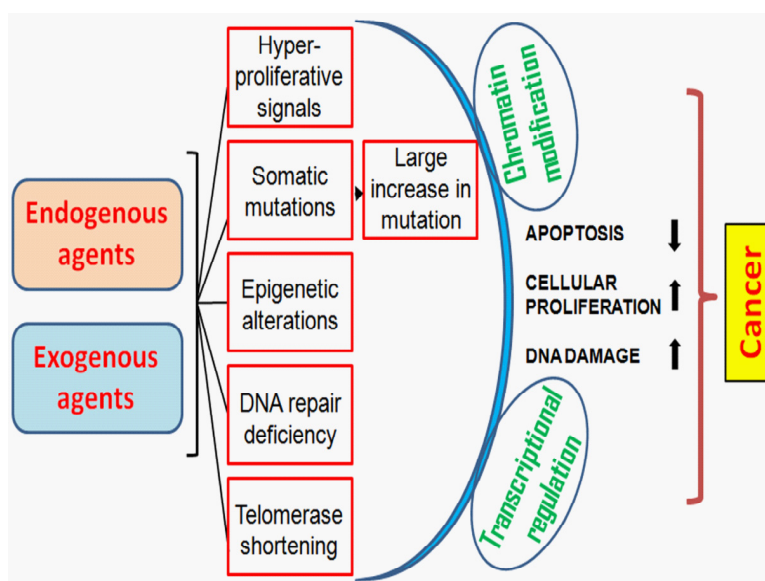 Endogenous
agents
Exogenous
agents
Hyper-
proliferative
signals
Somatic
mutations
Large
increase in
mutation
Epigenetic
alterations
DNA repair
deficiency
Telomerase
shortening
Chromatin
modification
APOPTOSIS
CELLULAR
PROLIFERATION
DNA DAMAGE
Transcriptional
regulation
Cancer